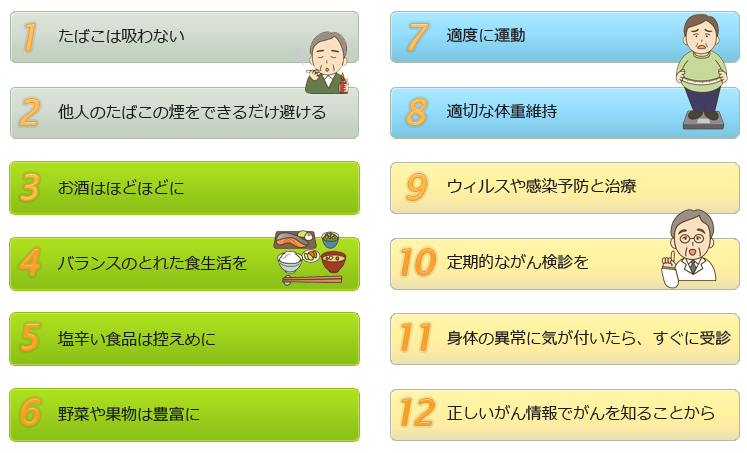 1 たばこは吸わない
2 他人のたばこの煙をできるだけ避ける
3 お酒はほどほどに
4 バランスのとれた食生活を
5 塩辛い食品は控えめに
6 野菜や果物は豊富に
7 適度に運動
8 適切な体重維持
9 ウィルスや感染予防と治療
10 定期的ながん検診を
11 身体の異常に気が付いたら、すぐに受診
12 正しいがん情報でがんを知ることから